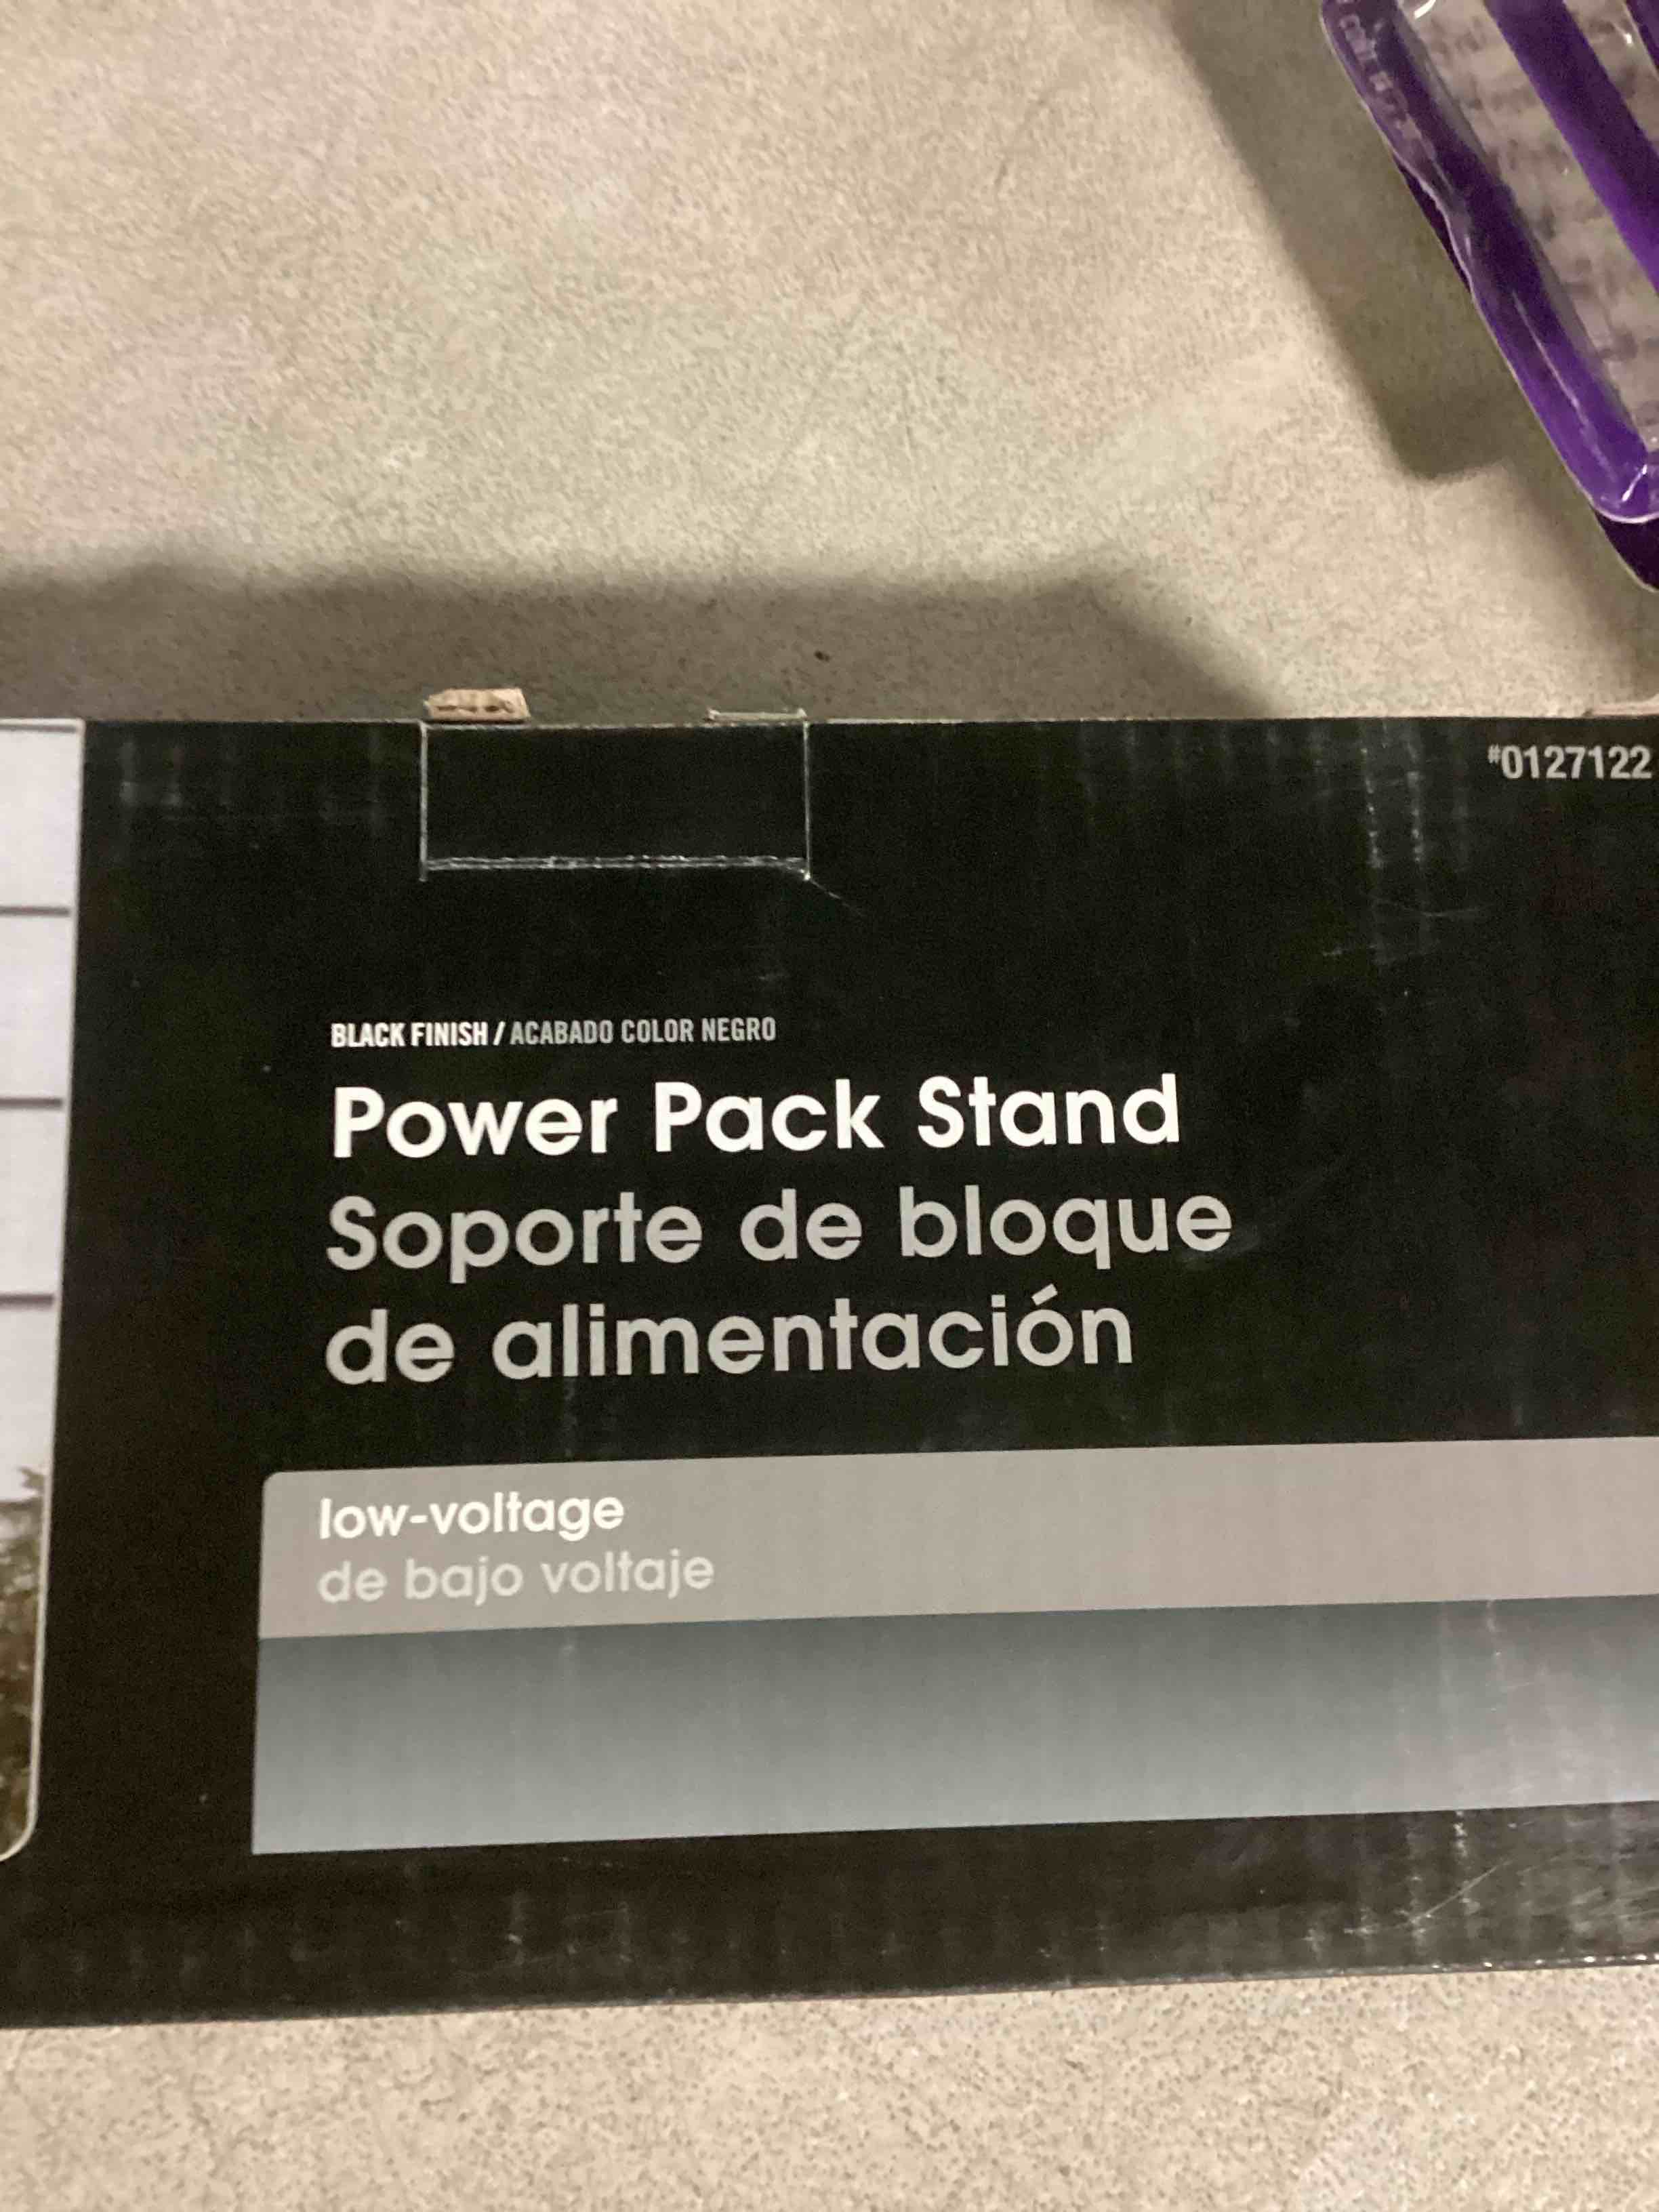 #0127122
BLACK FINISH / ACABADO COLOR NEGRO
Power Pack Stand
Soporte de bloque
de alimentación
low-voltage
de bajo voltaje